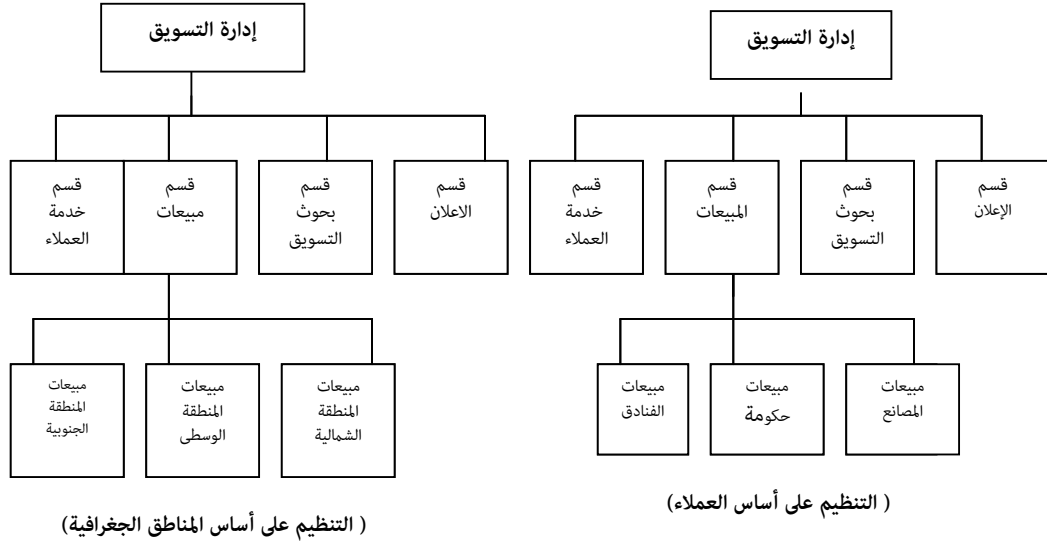 إدارة التسويق
قسم
الإعلان
قسم
بحوث
التسويق
قسم
المبيعات
قسم
خدمة
العملاء
مبيعات
المصانع
مبيعات
حكومة
مبيعات
الفنادق
( التنظيم على أساس العملاء)
إدارة التسويق
قسم
الاعلان
قسم
بحوث
التسويق
قسم
مبيعات
قسم
خدمة
العملاء
مبيعات
المنطقة
الشمالية
مبيعات
المنطقة
الوسطى
مبيعات
المنطقة
الجنوبية
( التنظيم على أساس المناطق الجغرافية)